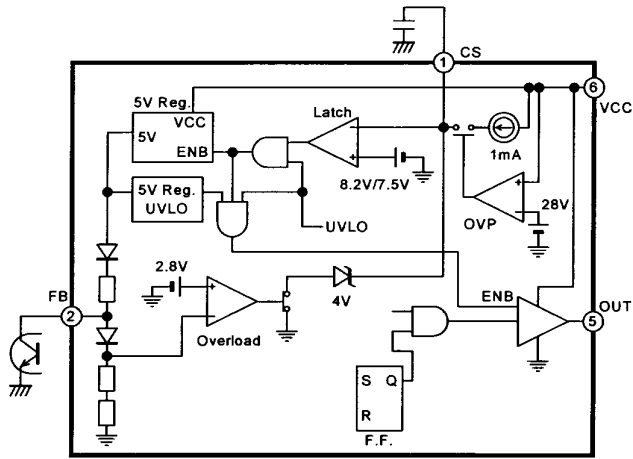 CS
1
6
VCC
5V Reg.
VCC
5V
ENB
Latch
1mA
8.2V/7.5V
5V Reg.
UVLO
28V
OVP
UVLO
2.8V
4V
FB
2
Overload
ENB
OUT
5
S Q
R
F.F.